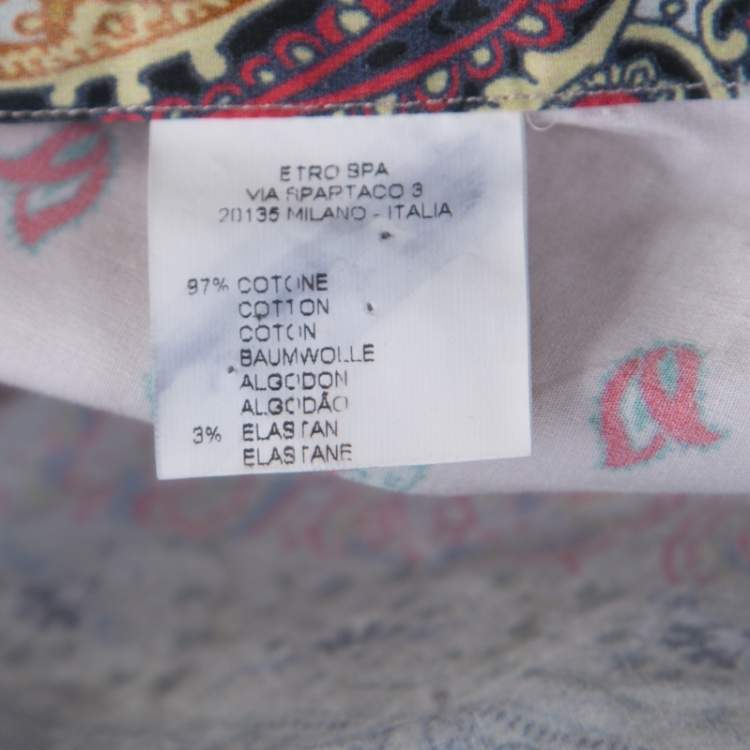 ETRO SPA
VIA SPARTACO 3
20135 MILANO - ITALIA
97% COTONE
COTTON
COTON
BAUMWOLLE
ALGODON
ALGODÃO
3% ELASTAN
ELASTANE